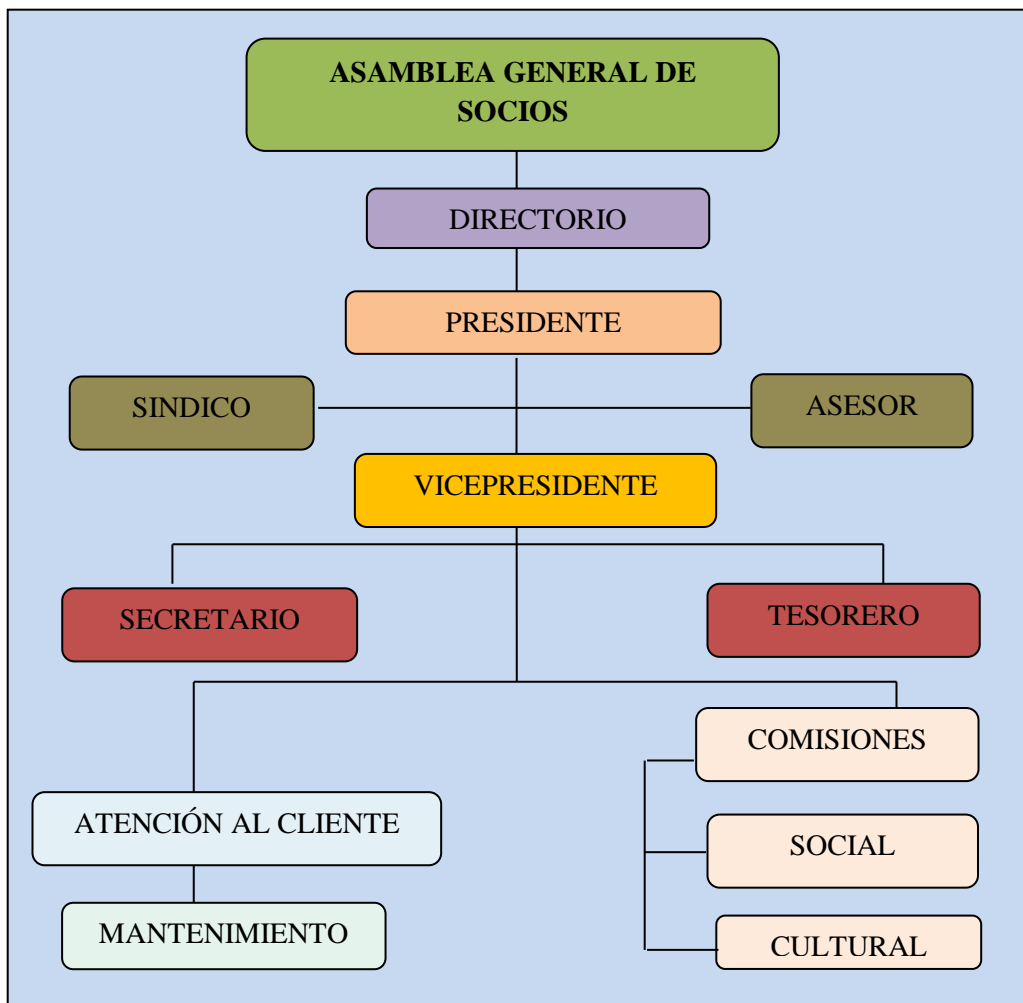 ASAMBLEA GENERAL DE
SOCIOS
DIRECTORIO
PRESIDENTE
SINDICO
ASESOR
VICEPRESIDENTE
SECRETARIO
TESORERO
COMISIONES
ATENCIÓN AL CLIENTE
SOCIAL
MANTENIMIENTO
CULTURAL